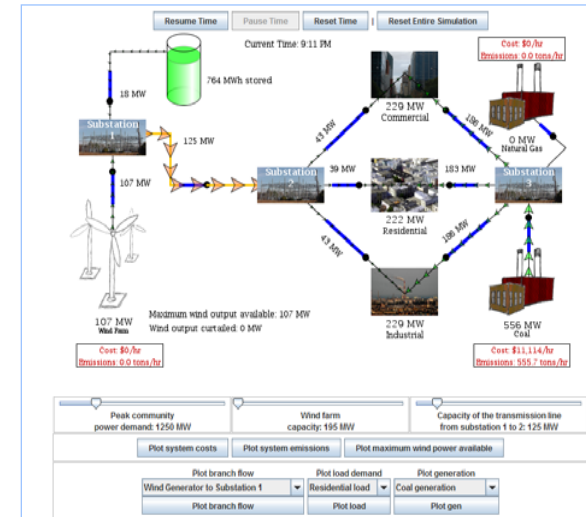 Resume Time
Pause Time
Reset Time
|
Reset Entire Simulation
Current Time: 9:11 PM
764 MWh stored
18 MW
Substation
1
125 MW
107 MW
107 MW
Wind Farm
Cost: $0/hr
Emissions: 0.0 tons/hr
Maximum wind output available: 107 MW
Wind output curtailed: 0 MW
Substation
2
43 MW
39 MW
43 MW
229 MW
Commercial
222 MW
Residential
229 MW
Industrial
186 MW
183 MW
186 MW
Substation
3
Cost: $0/hr
Emissions: 0.0 tons/hr
0 MW
Natural Gas
556 MW
Coal
Cost: $11,114/hr
Emissions: 555.7 tons/hr
Peak community
power demand: 1250 MW
Wind farm
capacity: 195 MW
Capacity of the transmission line
from substation 1 to 2: 125 MW
Plot system costs
Plot system emissions
Plot maximum wind power available
Plot branch flow
Plot load demand
Plot generation
Wind Generator to Substation 1
Residential load
Coal generation
Plot branch flow
Plot load
Plot gen